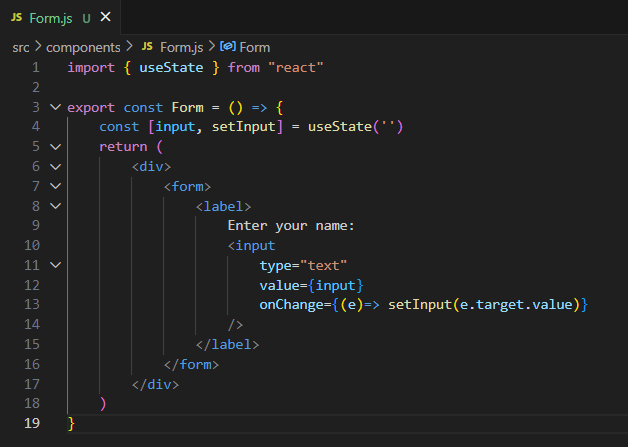 JS Form.js U ×
src > components > JS Form.js > Form
1 import { useState } from "react"
2
3 export const Form = () => {
4     const [input, setInput] = useState('')
5     return (
6         <div>
7             <form>
8                 <label>
9                     Enter your name:
10                     <input
11                         type="text"
12                         value={input}
13                         onChange={(e)=> setInput(e.target.value)}
14                     />
15                 </label>
16             </form>
17         </div>
18     )
19 }